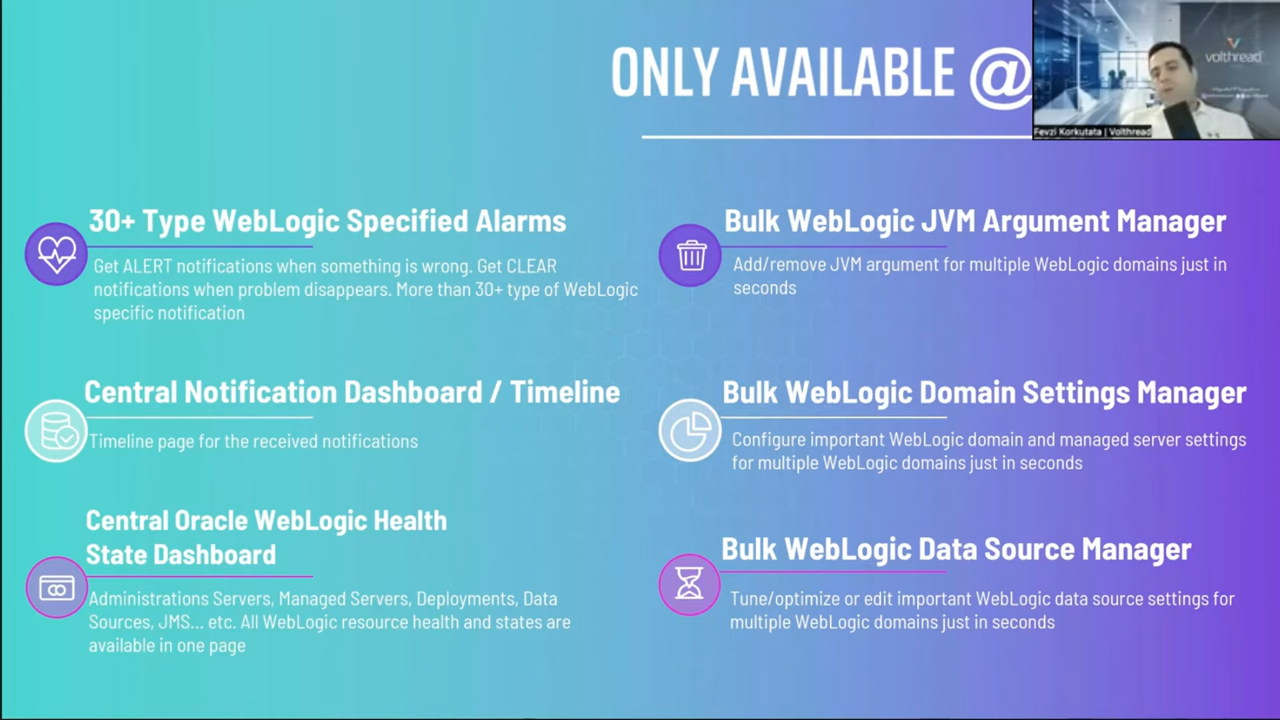 ONLY AVAILABLE @
volthread
Fevzi Korkutata | Volthread
30+ Type WebLogic Specified Alarms
Get ALERT notifications when something is wrong. Get CLEAR
notifications when problem disappears. More than 30+ type of WebLogic
specific notification
Central Notification Dashboard / Timeline
Timeline page for the received notifications
Central Oracle WebLogic Health
State Dashboard
Administrations Servers, Managed Servers, Deployments, Data
Sources, JMS... etc. All WebLogic resource health and states are
available in one page
Bulk WebLogic JVM Argument Manager
Add/remove JVM argument for multiple WebLogic domains just in
seconds
Bulk WebLogic Domain Settings Manager
Configure important WebLogic domain and managed server settings
for multiple WebLogic domains just in seconds
Bulk WebLogic Data Source Manager
Tune/optimize or edit important WebLogic data source settings for
multiple WebLogic domains just in seconds